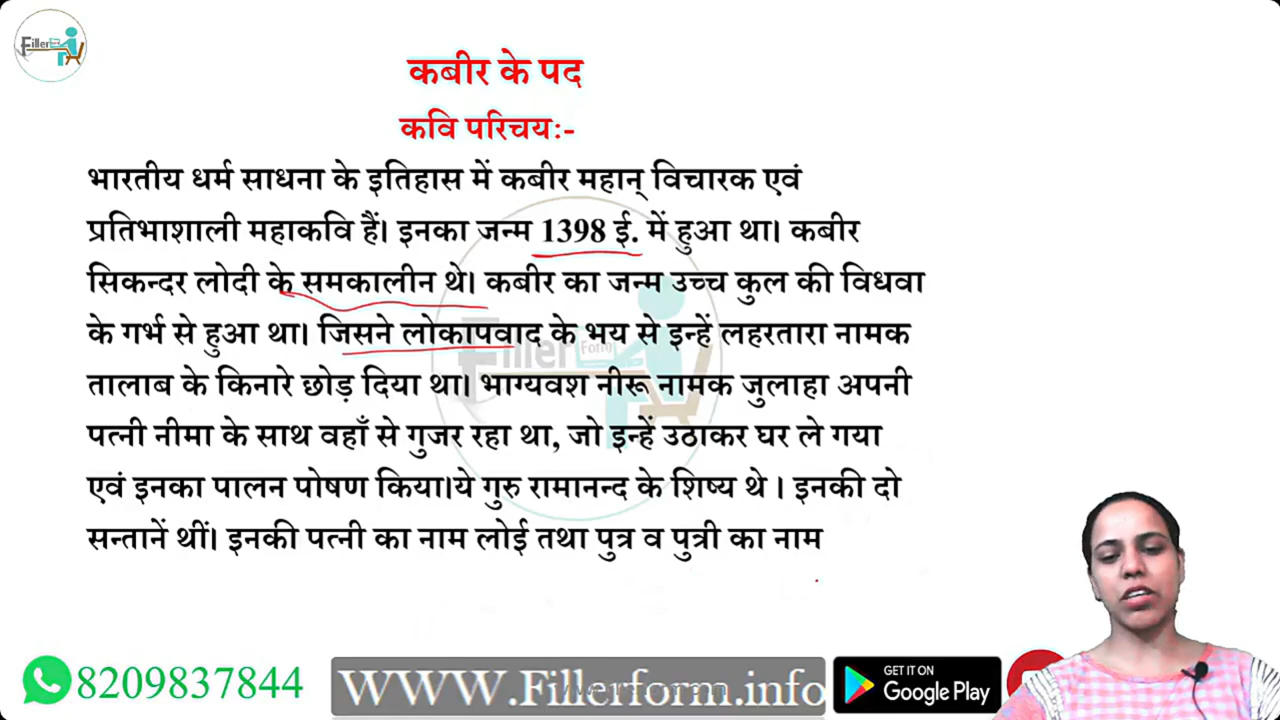 Fillerform
कबीर के पद
कवि परिचयः-
भारतीय धर्म साधना के इतिहास में कबीर महान् विचारक एवं
प्रतिभाशाली महाकवि हैं। इनका जन्म 1398 ई. में हुआ था। कबीर
सिकन्दर लोदी के समकालीन थे। कबीर का जन्म उच्च कुल की विधवा
के गर्भ से हुआ था। जिसने लोकापवाद के भय से इन्हें लहरतारा नामक
तालाब के किनारे छोड़ दिया था। भाग्यवश नीरू नामक जुलाहा अपनी
पत्नी नीमा के साथ वहाँ से गुजर रहा था, जो इन्हें उठाकर घर ले गया
एवं इनका पालन पोषण किया।ये गुरु रामानन्द के शिष्य थे । इनकी दो
सन्तानें थीं। इनकी पत्नी का नाम लोई तथा पुत्र व पुत्री का नाम
8209837844
WWW.Fillerform.info
GET IT ON
Google Play